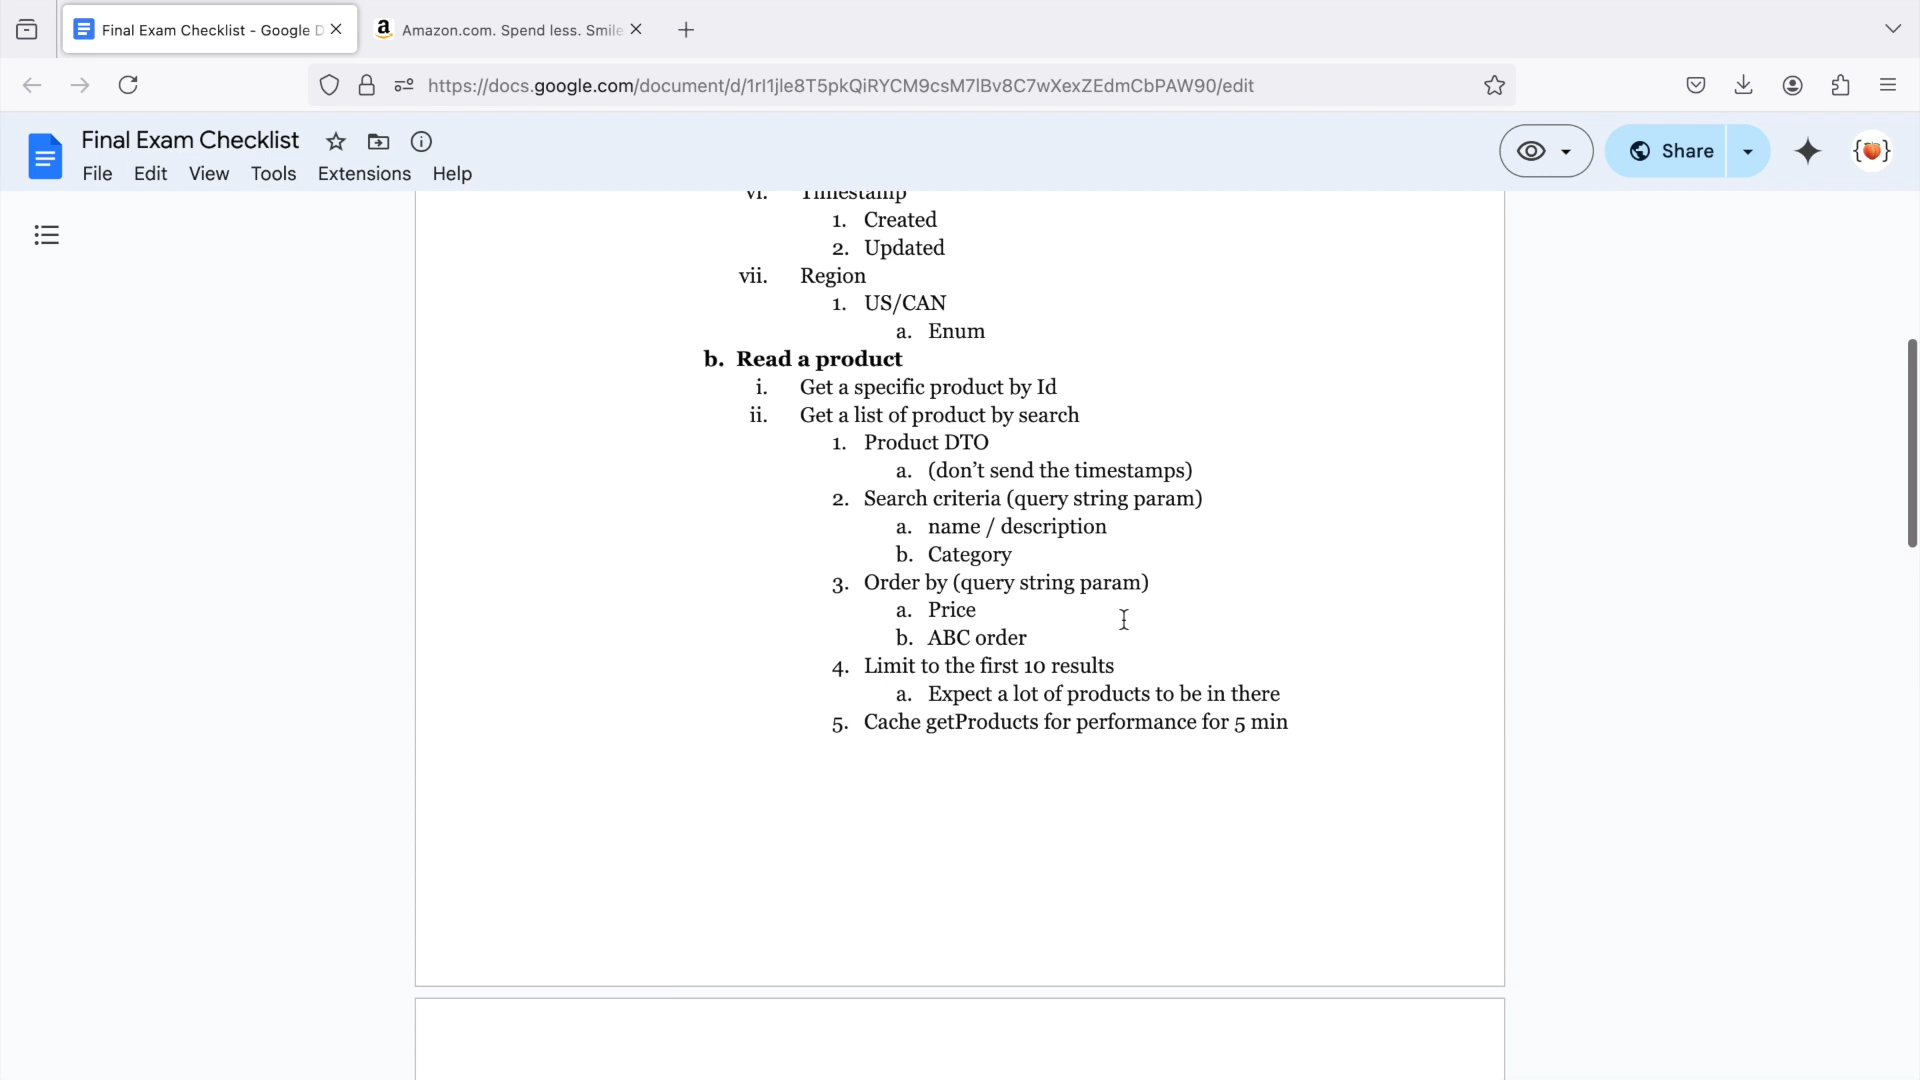 Final Exam Checklist - Google D
Amazon.com. Spend less. Smile
https://docs.google.com/document/d/1rI1jle8T5pkQiRYCM9csM7lBv8C7wXexZEdmCbPAW90/edit
Final Exam Checklist
Share
File Edit View Tools Extensions Help
vi. Timestamp
1. Created
2. Updated
vii. Region
1. US/CAN
a. Enum
b. Read a product
i. Get a specific product by Id
ii. Get a list of product by search
1. Product DTO
a. (don’t send the timestamps)
2. Search criteria (query string param)
a. name / description
b. Category
3. Order by (query string param)
a. Price
b. ABC order
4. Limit to the first 10 results
a. Expect a lot of products to be in there
5. Cache getProducts for performance for 5 min